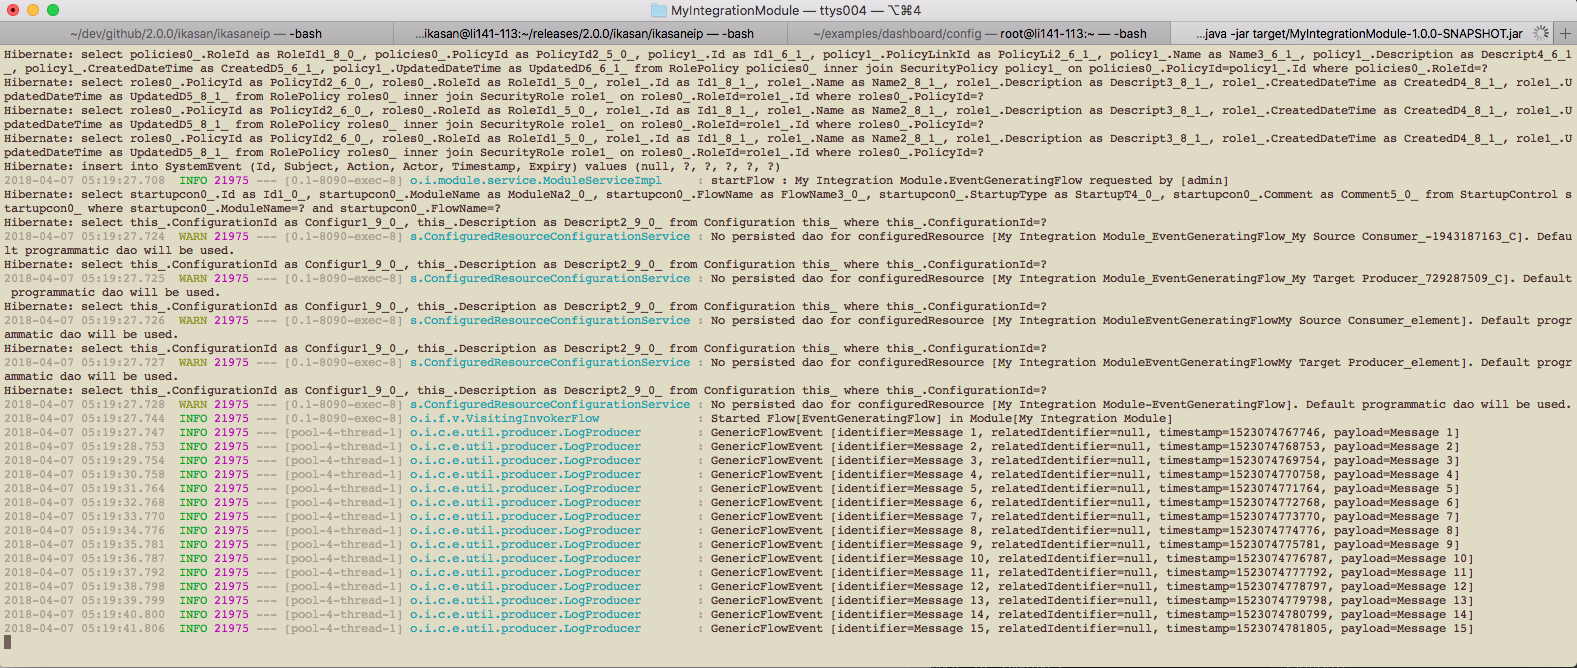 MyIntegrationModule — ttys004 — ⌥⌘4
~/dev/github/2.0.0/ikasan/ikasaneip — -bash
...ikasan@li141-113:~/releases/2.0.0/ikasan/ikasaneip — -bash
~/examples/dashboard/config — root@li141-113:~ — -bash
...java -jar target/MyIntegrationModule-1.0.0-SNAPSHOT.jar
Hibernate: select policies0_.RoleId as RoleId1_8_0_, policies0_.PolicyId as PolicyId2_5_0_, policy1_.Id as Id1_6_1_, policy1_.PolicyLinkId as PolicyLi2_6_1_, policy1_.Name as Name3_6_1_, policy1_.Description as Descript4_6_1
_, policy1_.CreatedDateTime as CreatedD5_6_1_, policy1_.UpdatedDateTime as UpdatedD6_6_1_ from RolePolicy policies0_ inner join SecurityPolicy policy1_ on policies0_.PolicyId=policy1_.Id where policies0_.RoleId=?
Hibernate: select roles0_.PolicyId as PolicyId2_6_0_, roles0_.RoleId as RoleId1_5_0_, role1_.Id as Id1_8_1_, role1_.Name as Name2_8_1_, role1_.Description as Descript3_8_1_, role1_.CreatedDateTime as CreatedD4_8_1_, role1_.U
pdatedDateTime as UpdatedD5_8_1_ from RolePolicy roles0_ inner join SecurityRole role1_ on roles0_.RoleId=role1_.Id where roles0_.PolicyId=?
Hibernate: select roles0_.PolicyId as PolicyId2_6_0_, roles0_.RoleId as RoleId1_5_0_, role1_.Id as Id1_8_1_, role1_.Name as Name2_8_1_, role1_.Description as Descript3_8_1_, role1_.CreatedDateTime as CreatedD4_8_1_, role1_.U
pdatedDateTime as UpdatedD5_8_1_ from RolePolicy roles0_ inner join SecurityRole role1_ on roles0_.RoleId=role1_.Id where roles0_.PolicyId=?
Hibernate: select roles0_.PolicyId as PolicyId2_6_0_, roles0_.RoleId as RoleId1_5_0_, role1_.Id as Id1_8_1_, role1_.Name as Name2_8_1_, role1_.Description as Descript3_8_1_, role1_.CreatedDateTime as CreatedD4_8_1_, role1_.U
pdatedDateTime as UpdatedD5_8_1_ from RolePolicy roles0_ inner join SecurityRole role1_ on roles0_.RoleId=role1_.Id where roles0_.PolicyId=?
Hibernate: insert into SystemEvent (Id, Subject, Action, Actor, Timestamp, Expiry) values (null, ?, ?, ?, ?, ?)
2018-04-07 05:19:27.708  INFO 21975 --- [0.1-8090-exec-8] o.i.module.service.ModuleServiceImpl     : startFlow : My Integration Module.EventGeneratingFlow requested by [admin]
Hibernate: select startupcon0_.Id as Id1_0_, startupcon0_.ModuleName as ModuleNa2_0_, startupcon0_.FlowName as FlowName3_0_, startupcon0_.StartupType as StartupT4_0_, startupcon0_.Comment as Comment5_0_ from StartupControl s
tartupcon0_ where startupcon0_.ModuleName=? and startupcon0_.FlowName=?
Hibernate: select this_.ConfigurationId as Configur1_9_0_, this_.Description as Descript2_9_0_ from Configuration this_ where this_.ConfigurationId=?
2018-04-07 05:19:27.724  WARN 21975 --- [0.1-8090-exec-8] s.ConfiguredResourceConfigurationService : No persisted dao for configuredResource [My Integration Module_EventGeneratingFlow_My Source Consumer_-1943187163_C]. Defau
lt programmatic dao will be used.
Hibernate: select this_.ConfigurationId as Configur1_9_0_, this_.Description as Descript2_9_0_ from Configuration this_ where this_.ConfigurationId=?
2018-04-07 05:19:27.725  WARN 21975 --- [0.1-8090-exec-8] s.ConfiguredResourceConfigurationService : No persisted dao for configuredResource [My Integration Module_EventGeneratingFlow_My Target Producer_729287509_C]. Default
programmatic dao will be used.
Hibernate: select this_.ConfigurationId as Configur1_9_0_, this_.Description as Descript2_9_0_ from Configuration this_ where this_.ConfigurationId=?
2018-04-07 05:19:27.726  WARN 21975 --- [0.1-8090-exec-8] s.ConfiguredResourceConfigurationService : No persisted dao for configuredResource [My Integration ModuleEventGeneratingFlowMy Source Consumer_element]. Default progr
ammatic dao will be used.
Hibernate: select this_.ConfigurationId as Configur1_9_0_, this_.Description as Descript2_9_0_ from Configuration this_ where this_.ConfigurationId=?
2018-04-07 05:19:27.727  WARN 21975 --- [0.1-8090-exec-8] s.ConfiguredResourceConfigurationService : No persisted dao for configuredResource [My Integration ModuleEventGeneratingFlowMy Target Producer_element]. Default progr
ammatic dao will be used.
Hibernate: select this_.ConfigurationId as Configur1_9_0_, this_.Description as Descript2_9_0_ from Configuration this_ where this_.ConfigurationId=?
2018-04-07 05:19:27.728  WARN 21975 --- [0.1-8090-exec-8] s.ConfiguredResourceConfigurationService : No persisted dao for configuredResource [My Integration Module-EventGeneratingFlow]. Default programmatic dao will be used.
2018-04-07 05:19:27.744  INFO 21975 --- [0.1-8090-exec-8] o.i.f.v.VisitingInvokerFlow              : Started Flow[EventGeneratingFlow] in Module[My Integration Module]
2018-04-07 05:19:27.747  INFO 21975 --- [pool-4-thread-1] o.i.c.e.util.producer.LogProducer        : GenericFlowEvent [identifier=Message 1, relatedIdentifier=null, timestamp=1523074767746, payload=Message 1]
2018-04-07 05:19:28.753  INFO 21975 --- [pool-4-thread-1] o.i.c.e.util.producer.LogProducer        : GenericFlowEvent [identifier=Message 2, relatedIdentifier=null, timestamp=1523074768753, payload=Message 2]
2018-04-07 05:19:29.754  INFO 21975 --- [pool-4-thread-1] o.i.c.e.util.producer.LogProducer        : GenericFlowEvent [identifier=Message 3, relatedIdentifier=null, timestamp=1523074769754, payload=Message 3]
2018-04-07 05:19:30.758  INFO 21975 --- [pool-4-thread-1] o.i.c.e.util.producer.LogProducer        : GenericFlowEvent [identifier=Message 4, relatedIdentifier=null, timestamp=1523074770758, payload=Message 4]
2018-04-07 05:19:31.764  INFO 21975 --- [pool-4-thread-1] o.i.c.e.util.producer.LogProducer        : GenericFlowEvent [identifier=Message 5, relatedIdentifier=null, timestamp=1523074771764, payload=Message 5]
2018-04-07 05:19:32.768  INFO 21975 --- [pool-4-thread-1] o.i.c.e.util.producer.LogProducer        : GenericFlowEvent [identifier=Message 6, relatedIdentifier=null, timestamp=1523074772768, payload=Message 6]
2018-04-07 05:19:33.770  INFO 21975 --- [pool-4-thread-1] o.i.c.e.util.producer.LogProducer        : GenericFlowEvent [identifier=Message 7, relatedIdentifier=null, timestamp=1523074773770, payload=Message 7]
2018-04-07 05:19:34.776  INFO 21975 --- [pool-4-thread-1] o.i.c.e.util.producer.LogProducer        : GenericFlowEvent [identifier=Message 8, relatedIdentifier=null, timestamp=1523074774776, payload=Message 8]
2018-04-07 05:19:35.781  INFO 21975 --- [pool-4-thread-1] o.i.c.e.util.producer.LogProducer        : GenericFlowEvent [identifier=Message 9, relatedIdentifier=null, timestamp=1523074775781, payload=Message 9]
2018-04-07 05:19:36.787  INFO 21975 --- [pool-4-thread-1] o.i.c.e.util.producer.LogProducer        : GenericFlowEvent [identifier=Message 10, relatedIdentifier=null, timestamp=1523074776787, payload=Message 10]
2018-04-07 05:19:37.792  INFO 21975 --- [pool-4-thread-1] o.i.c.e.util.producer.LogProducer        : GenericFlowEvent [identifier=Message 11, relatedIdentifier=null, timestamp=1523074777792, payload=Message 11]
2018-04-07 05:19:38.798  INFO 21975 --- [pool-4-thread-1] o.i.c.e.util.producer.LogProducer        : GenericFlowEvent [identifier=Message 12, relatedIdentifier=null, timestamp=1523074778797, payload=Message 12]
2018-04-07 05:19:39.799  INFO 21975 --- [pool-4-thread-1] o.i.c.e.util.producer.LogProducer        : GenericFlowEvent [identifier=Message 13, relatedIdentifier=null, timestamp=1523074779798, payload=Message 13]
2018-04-07 05:19:40.800  INFO 21975 --- [pool-4-thread-1] o.i.c.e.util.producer.LogProducer        : GenericFlowEvent [identifier=Message 14, relatedIdentifier=null, timestamp=1523074780799, payload=Message 14]
2018-04-07 05:19:41.806  INFO 21975 --- [pool-4-thread-1] o.i.c.e.util.producer.LogProducer        : GenericFlowEvent [identifier=Message 15, relatedIdentifier=null, timestamp=1523074781805, payload=Message 15]